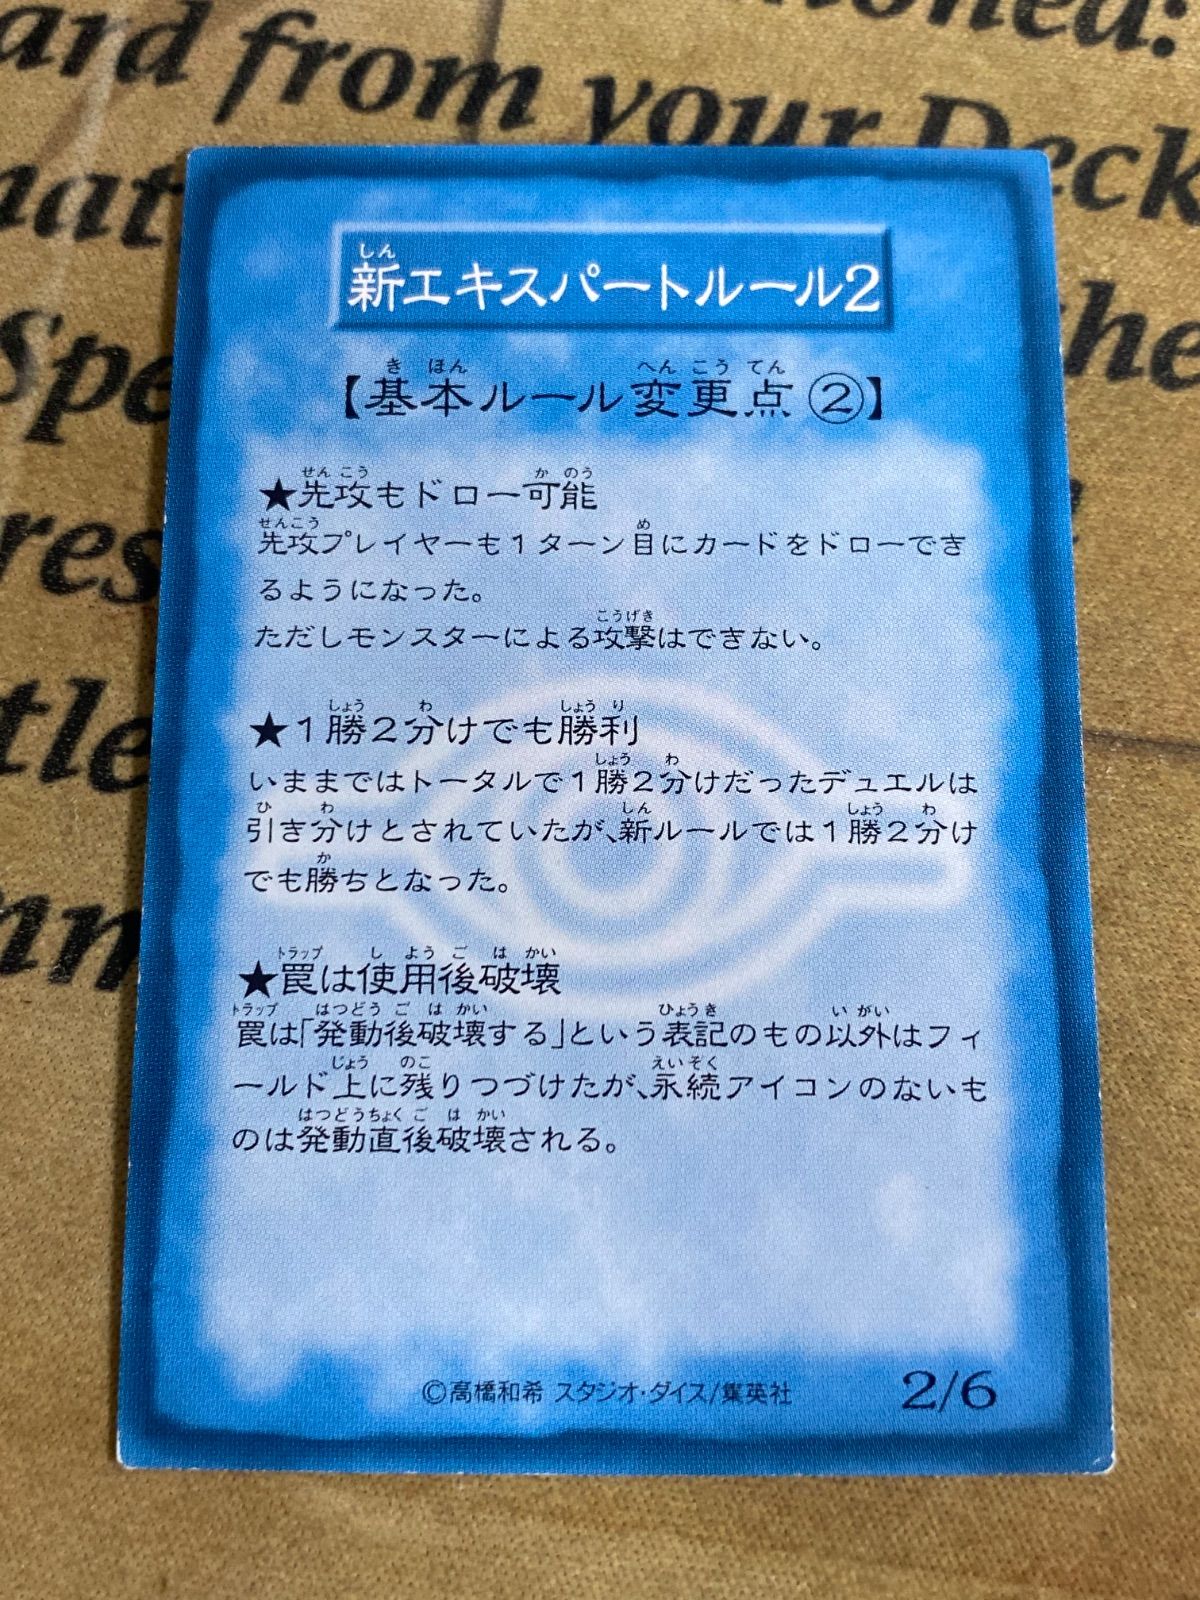 ard from your Deck
the
新エキスパートルール2
【基本ルール変更点②】
★先攻もドロー可能
先攻プレイヤーも1ターン目にカードをドローでき
るようになった。
ただしモンスターによる攻撃はできない。
★1勝2分けでも勝利
いままではトータルで1勝2分けだったデュエルは
引き分けとされていたが、新ルールでは1勝2分け
でも勝ちとなった。
★罠は使用後破壊
罠は「発動後破壊する」という表記のもの以外はフィ
ールド上に残りつづけたが、永続アイコンのないも
のは発動直後破壊される。
©高橋和希 スタジオ・ダイス/集英社
2/6